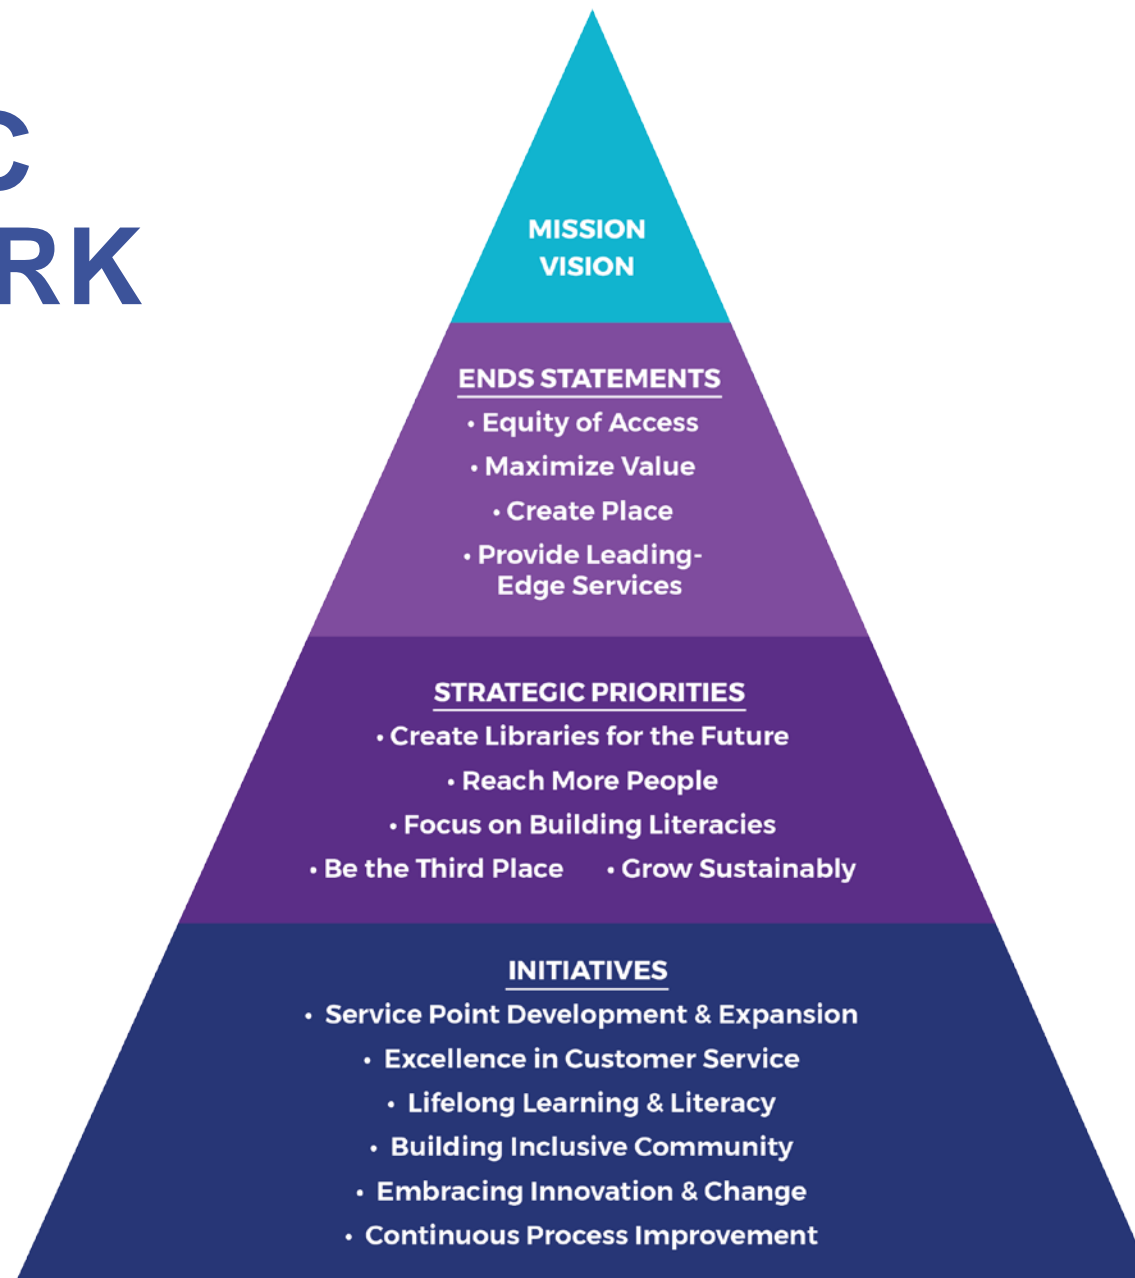 C
RK
MISSION
VISION
ENDS STATEMENTS
• Equity of Access
• Maximize Value
• Create Place
• Provide Leading-
Edge Services
STRATEGIC PRIORITIES
• Create Libraries for the Future
• Reach More People
• Focus on Building Literacies
• Be the Third Place • Grow Sustainably
INITIATIVES
• Service Point Development & Expansion
• Excellence in Customer Service
• Lifelong Learning & Literacy
• Building Inclusive Community
• Embracing Innovation & Change
• Continuous Process Improvement